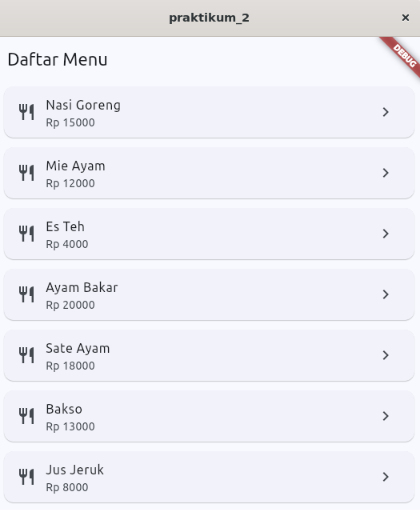 praktikum_2
DEBUG
Daftar Menu
Nasi Goreng
Rp 15000
Mie Ayam
Rp 12000
Es Teh
Rp 4000
Ayam Bakar
Rp 20000
Sate Ayam
Rp 18000
Bakso
Rp 13000
Jus Jeruk
Rp 8000